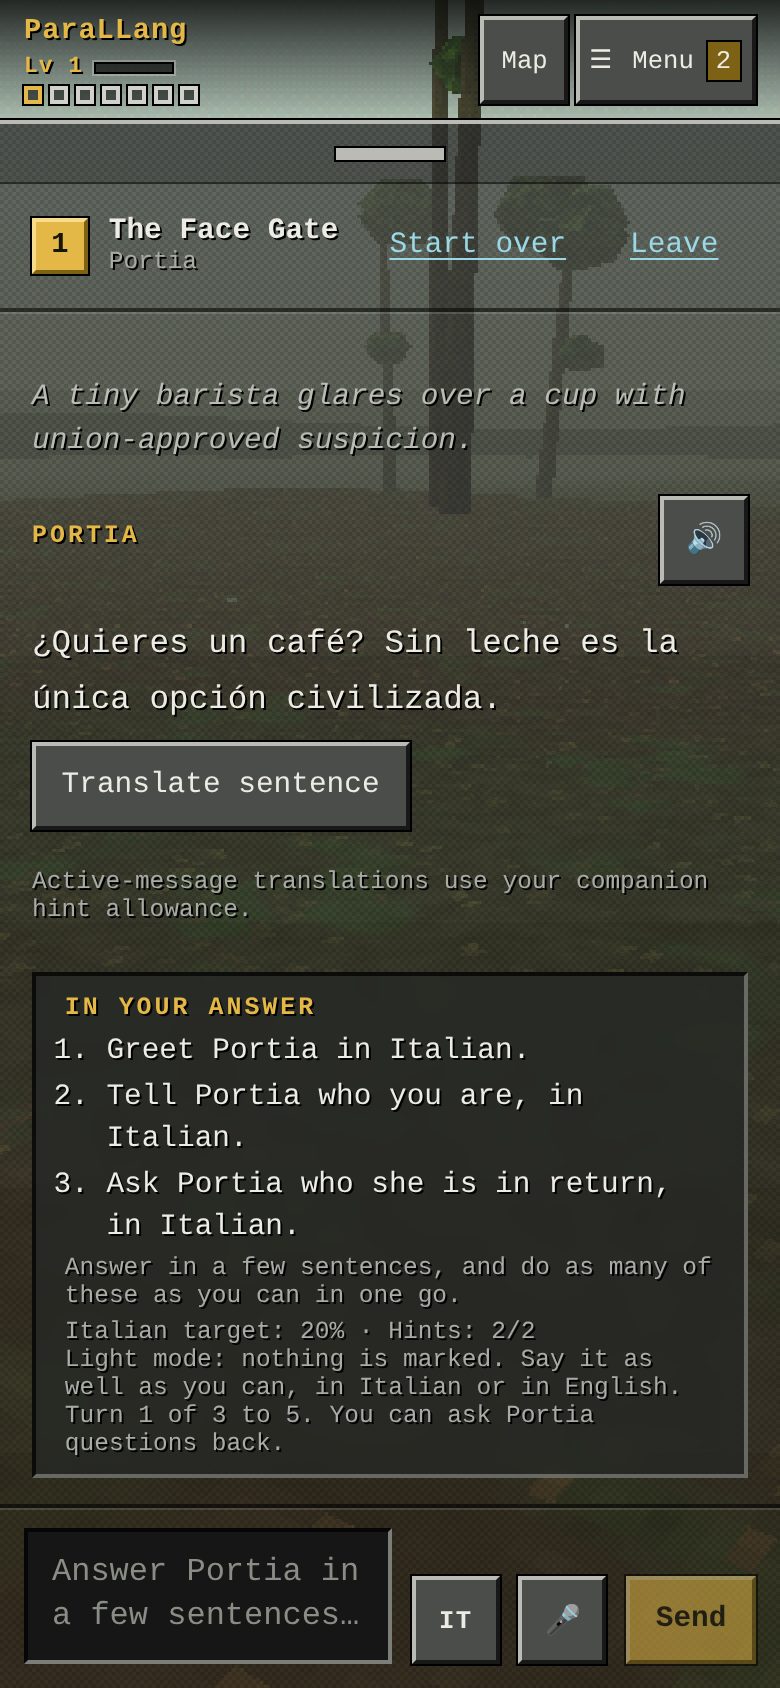 ParaLLang
Lv 1
Map
☰ Menu 2
1
The Face Gate
Portia
Start over
Leave
A tiny barista glares over a cup with
union-approved suspicion.
PORTIA
¿Quieres un café? Sin leche es la
única opción civilizada.
Translate sentence
Active-message translations use your companion
hint allowance.
IN YOUR ANSWER
1. Greet Portia in Italian.
2. Tell Portia who you are, in
Italian.
3. Ask Portia who she is in return,
in Italian.
Answer in a few sentences, and do as many of
these as you can in one go.
Italian target: 20% · Hints: 2/2
Light mode: nothing is marked. Say it as
well as you can, in Italian or in English.
Turn 1 of 3 to 5. You can ask Portia
questions back.
Answer Portia in
a few sentences…
IT
Send